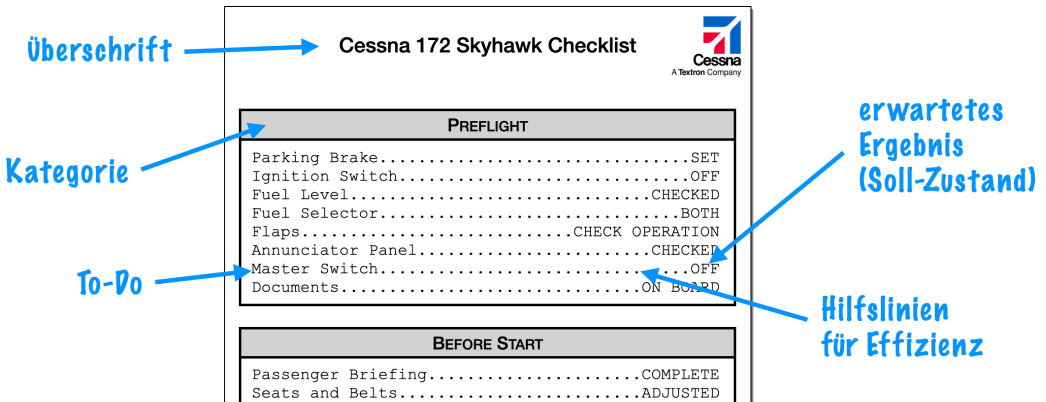 Überschrift
Cessna 172 Skyhawk Checklist
Cessna
A Textron Company
Kategorie
PREFLIGHT
Parking Brake................................SET
Ignition Switch..............................OFF
Fuel Level...............................CHECKED
Fuel Selector...............................BOTH
Flaps............................CHECK OPERATION
Annunciator Panel........................CHECKED
Master Switch................................OFF
Documents...............................ON BOARD
erwartetes
Ergebnis
(Soll-Zustand)
To-Do
Hilfslinien
für Effizienz
BEFORE START
Passenger Briefing......................COMPLETE
Seats and Belts.........................ADJUSTED